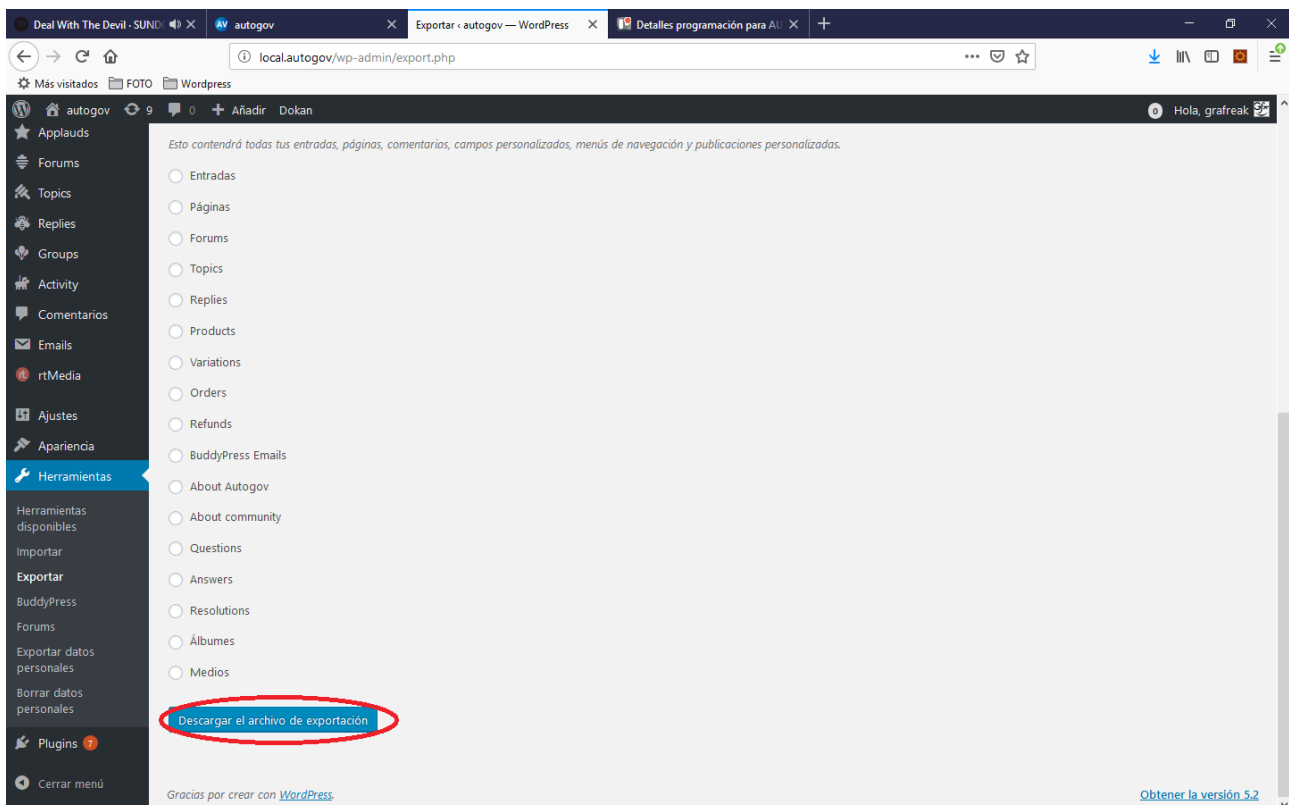 Deal With The Devil · SUND
autogov
Exportar ‹ autogov — WordPress
Detalles programación para AU
local.autogov/wp-admin/export.php
Más visitados
FOTO
Wordpress
autogov
9
0
Añadir
Dokan
0
Hola, grafreak
Applauds
Forums
Topics
Replies
Groups
Activity
Comentarios
Emails
rtMedia
Ajustes
Apariencia
Herramientas
Herramientas
disponibles
Importar
Exportar
BuddyPress
Forums
Exportar datos
personales
Borrar datos
personales
Plugins 7
Cerrar menú
Esto contendrá todas tus entradas, páginas, comentarios, campos personalizados, menús de navegación y publicaciones personalizadas.
Entradas
Páginas
Forums
Topics
Replies
Products
Variations
Orders
Refunds
BuddyPress Emails
About Autogov
About community
Questions
Answers
Resolutions
Álbumes
Medios
Descargar el archivo de exportación
Gracias por crear con WordPress.
Obtener la versión 5.2